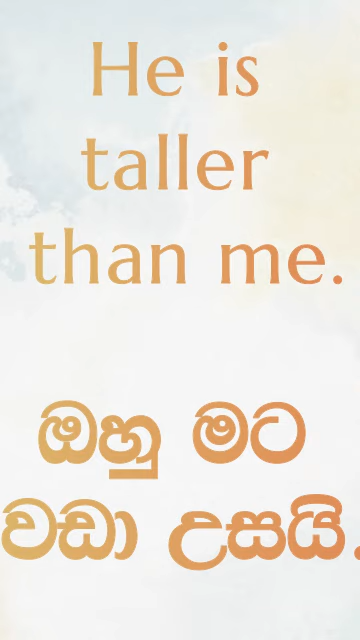 He is
taller
than me.
ඔහු මට
වඩා උසයි.